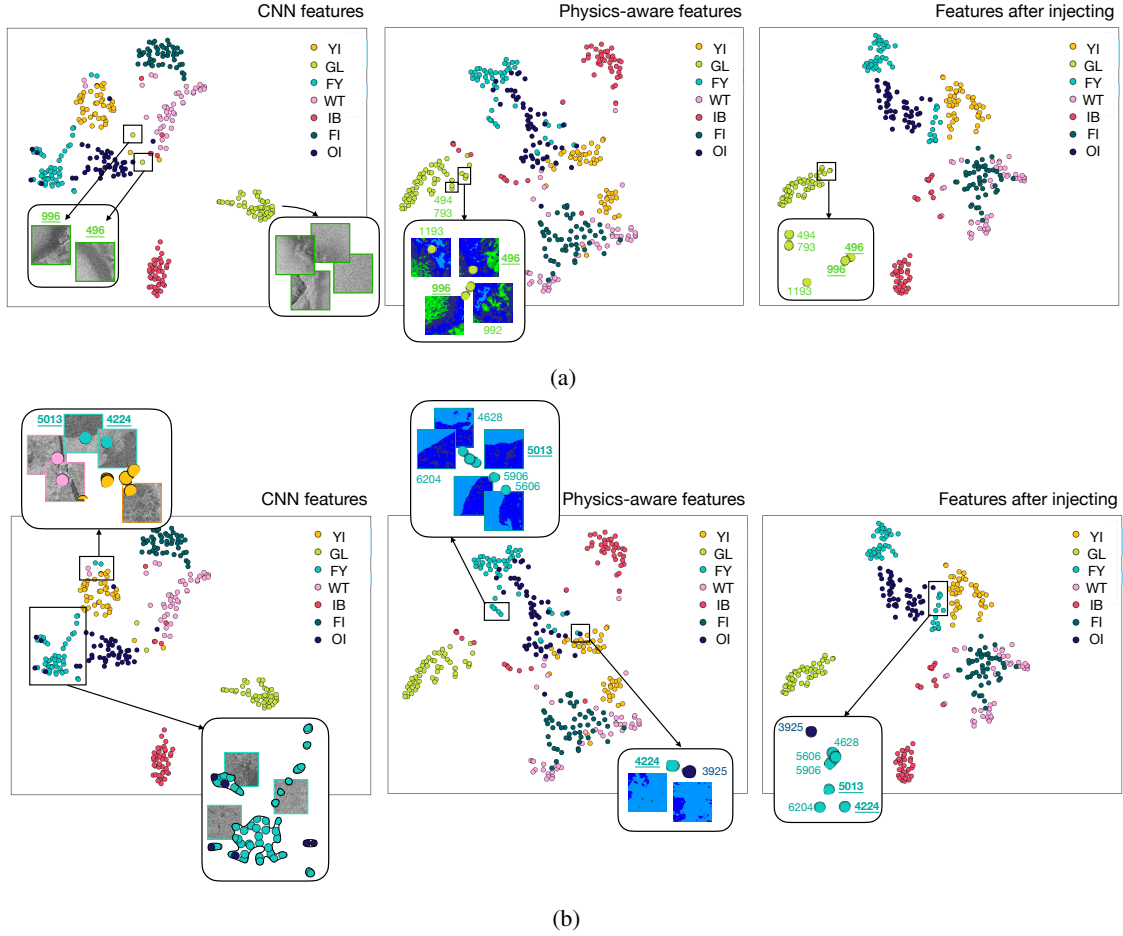 CNN features
Physics-aware features
Features after injecting
YI
GL
FY
WT
IB
FI
OI
996
496
YI
GL
FY
WT
IB
FI
OI
494
793
1193
496
996
992
YI
GL
FY
WT
IB
FI
OI
494
793
496
996
1193
(a)
5013
4224
CNN features
YI
GL
FY
WT
IB
FI
OI
4628
5013
6204
5906
5606
Physics-aware features
YI
GL
FY
WT
IB
FI
OI
4224
3925
Features after injecting
YI
GL
FY
WT
IB
FI
OI
3925
4628
5606
5906
5013
6204
4224
(b)